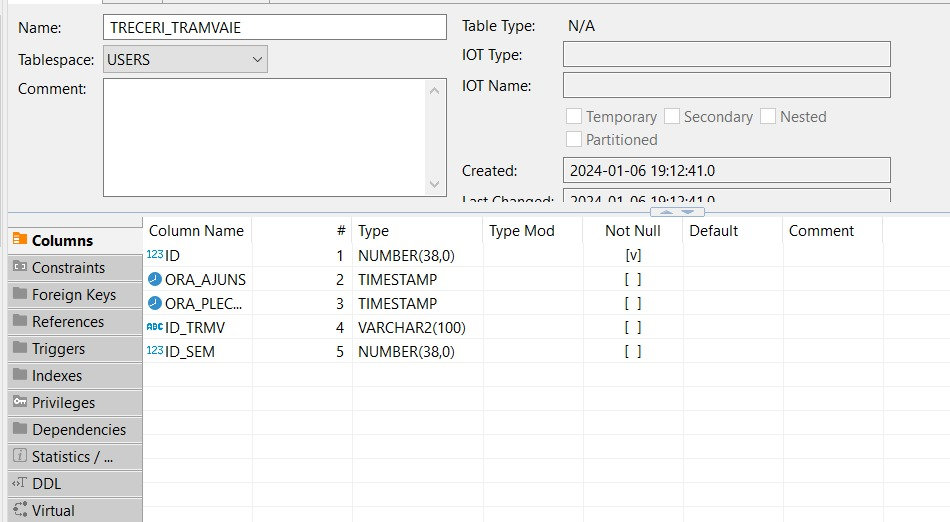 Name: TRECERI_TRAMVAIE
Tablespace: USERS
Comment:
Table Type: N/A
IOT Type:
IOT Name:
Temporary Secondary Nested
Partitioned
Created: 2024-01-06 19:12:41.0
Last Changed: 2024-01-06 19:12:41.0
Columns
Constraints
Foreign Keys
References
Triggers
Indexes
Privileges
Dependencies
Statistics / ...
DDL
Virtual
Column Name # Type Type Mod Not Null Default Comment
123 ID 1 NUMBER(38,0) [v]
ORA_AJUNS 2 TIMESTAMP [ ]
ORA_PLEC... 3 TIMESTAMP [ ]
ABC ID_TRMV 4 VARCHAR2(100) [ ]
123 ID_SEM 5 NUMBER(38,0) [ ]